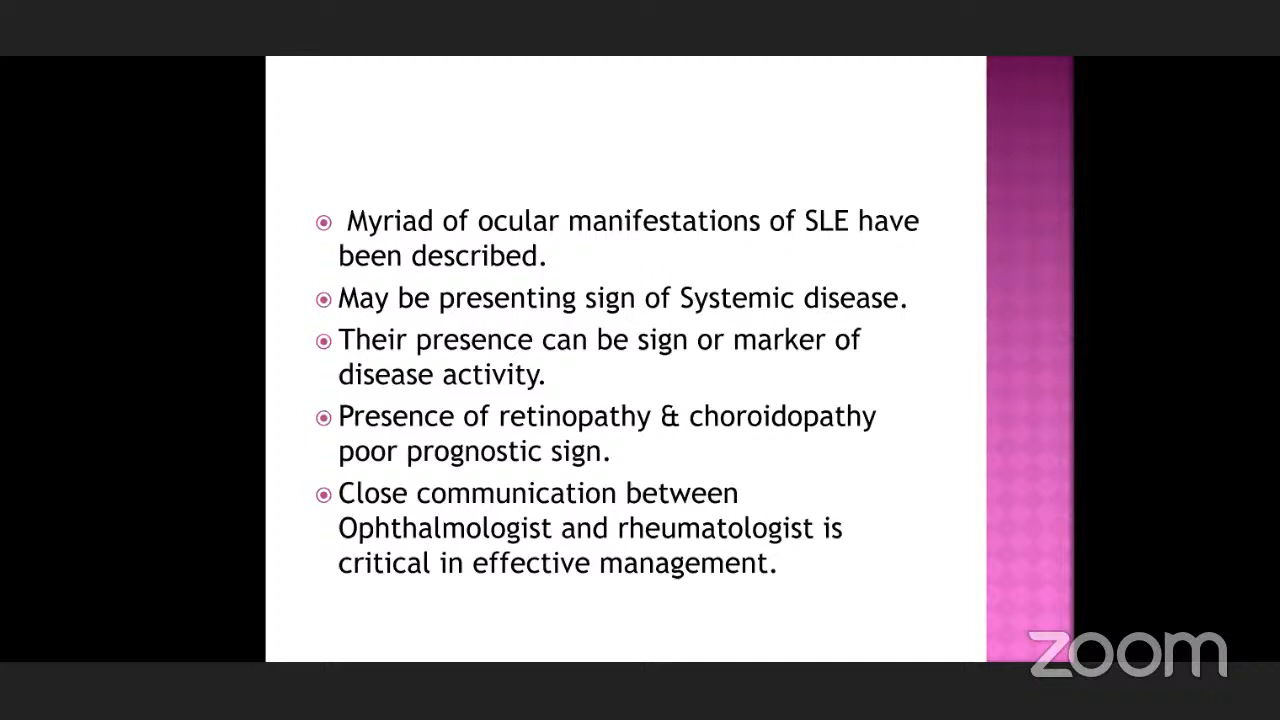 Myriad of ocular manifestations of SLE have
been described.
May be presenting sign of Systemic disease.
Their presence can be sign or marker of
disease activity.
Presence of retinopathy & choroidopathy
poor prognostic sign.
Close communication between
Ophthalmologist and rheumatologist is
critical in effective management.
zoom